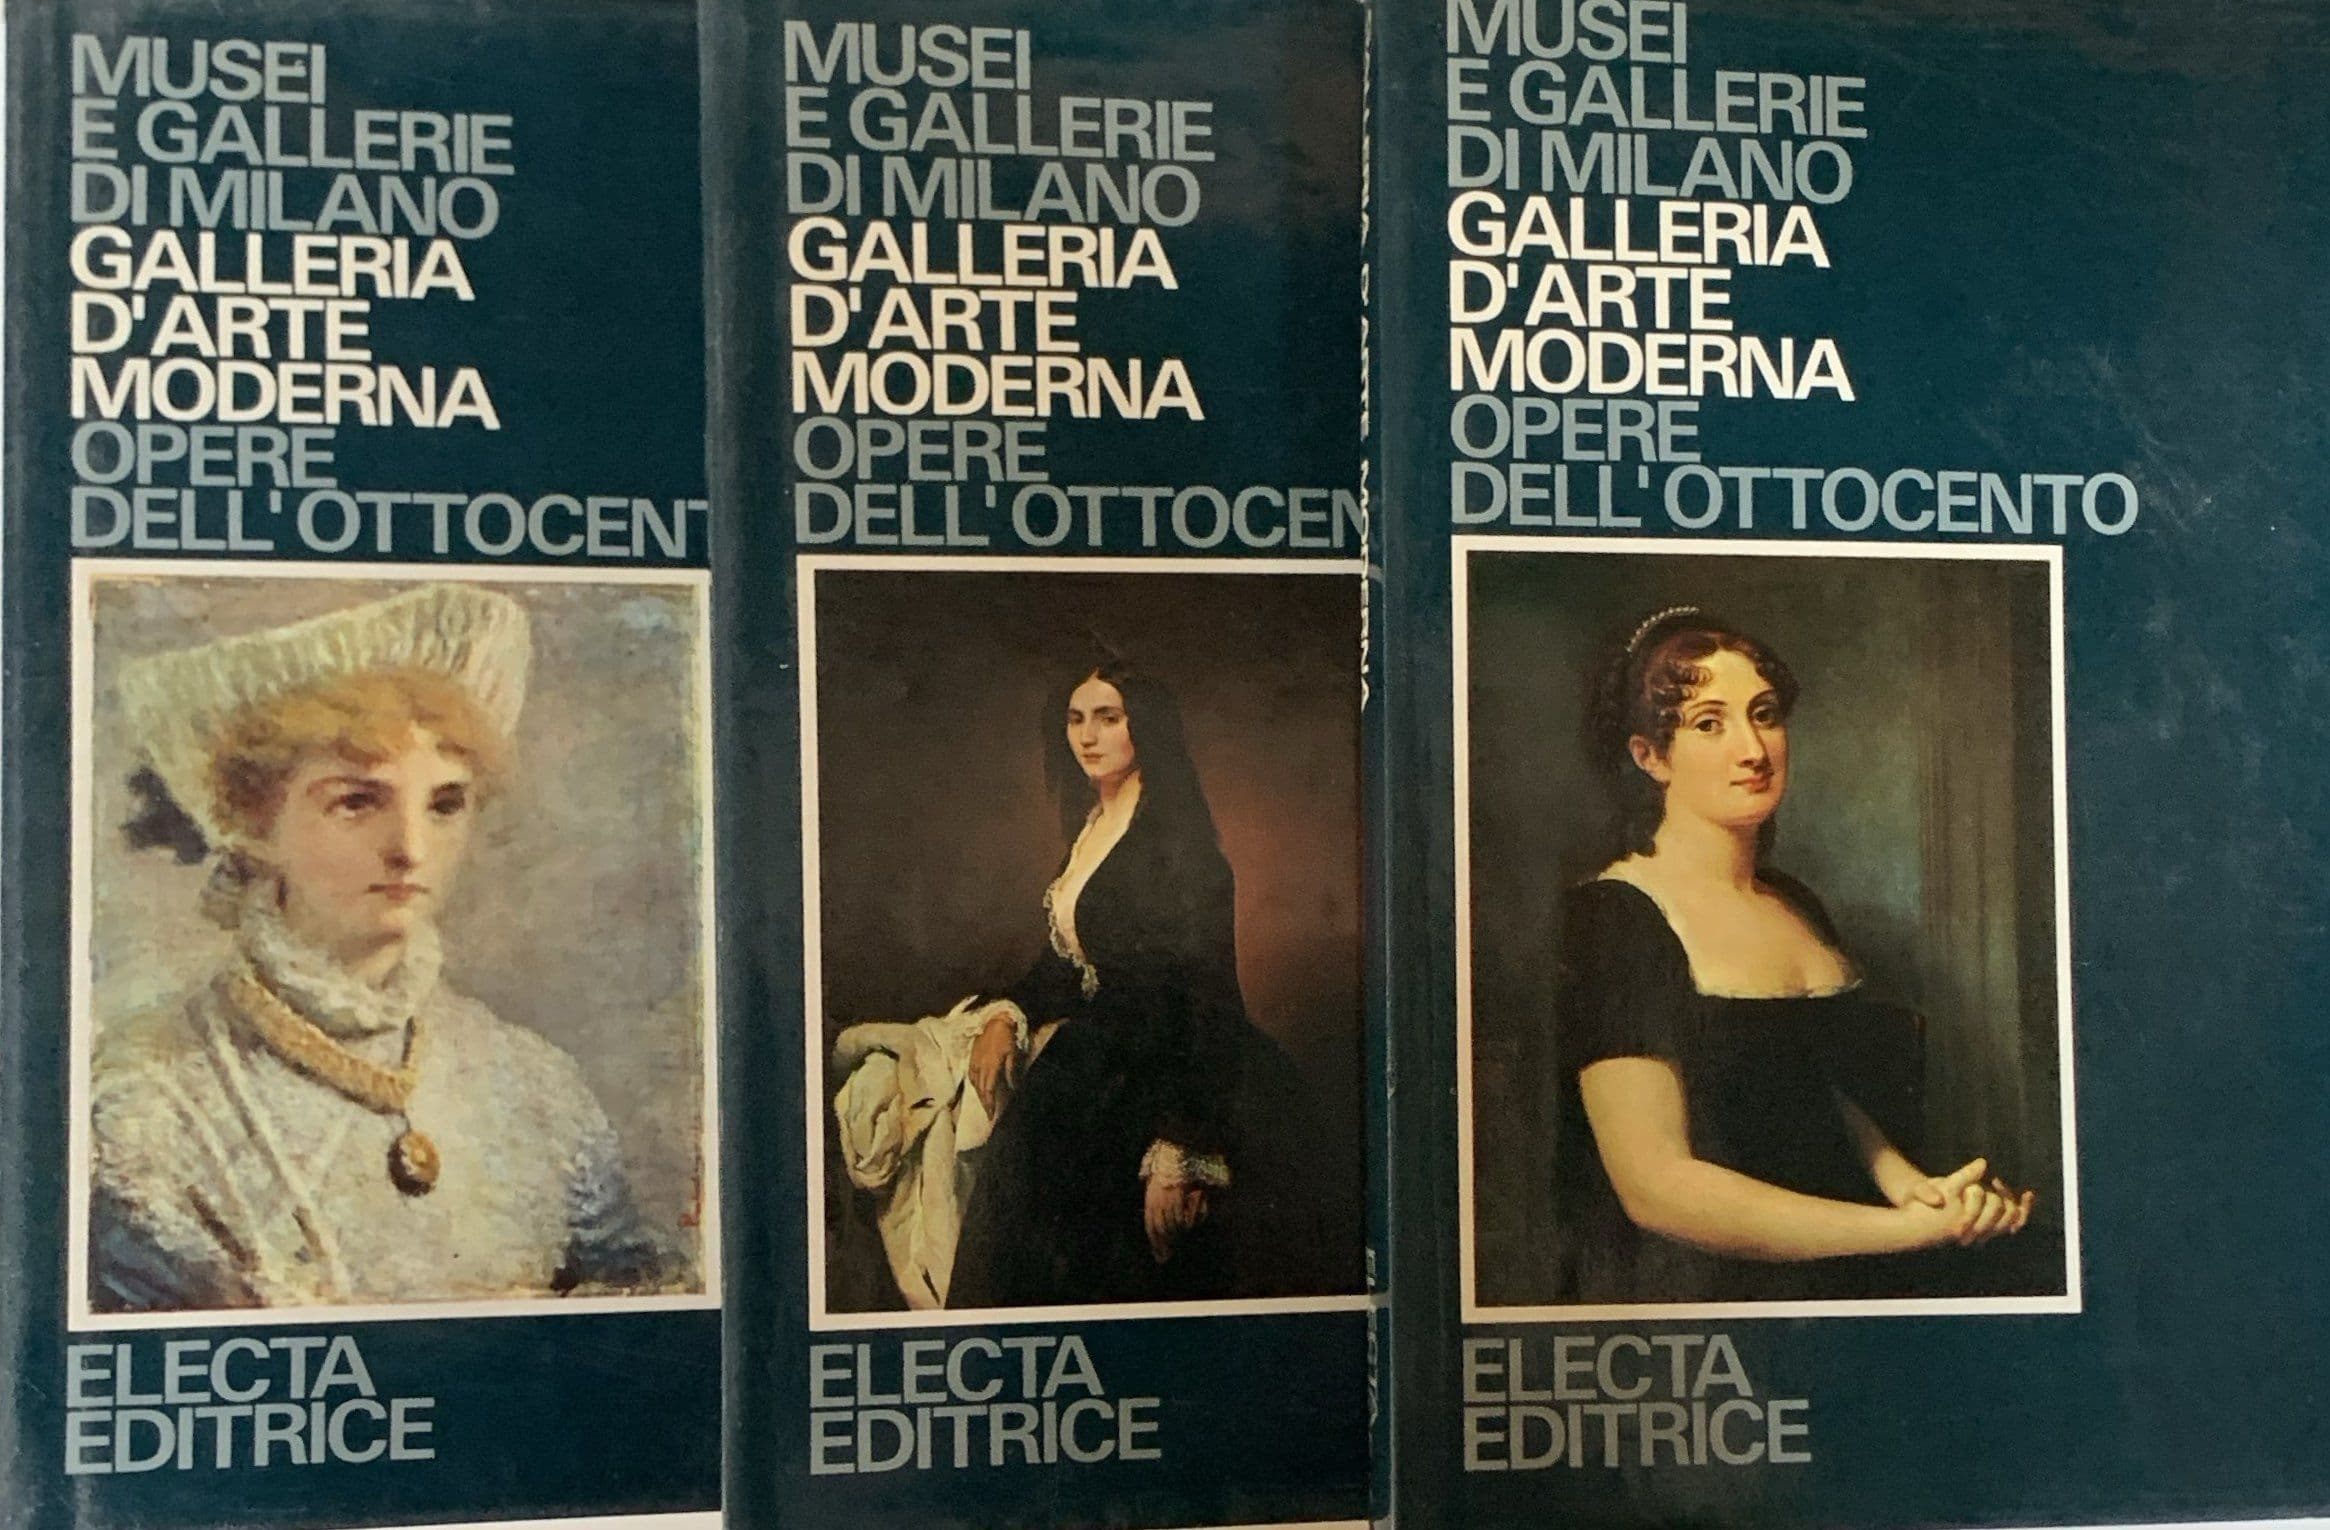 MUSEI
E GALLERIE
DI MILANO
GALLERIA
D'ARTE
MODERNA
OPERE
DELL'OTTOCENT
ELECTA
EDITRICE
MUSEI
E GALLERIE
DI MILANO
GALLERIA
D'ARTE
MODERNA
OPERE
DELL'OTTOCEN
ELECTA
EDITRICE
MUSEI
E GALLERIE
DI MILANO
GALLERIA
D'ARTE
MODERNA
OPERE
DELL'OTTOCENTO
ELECTA
EDITRICE